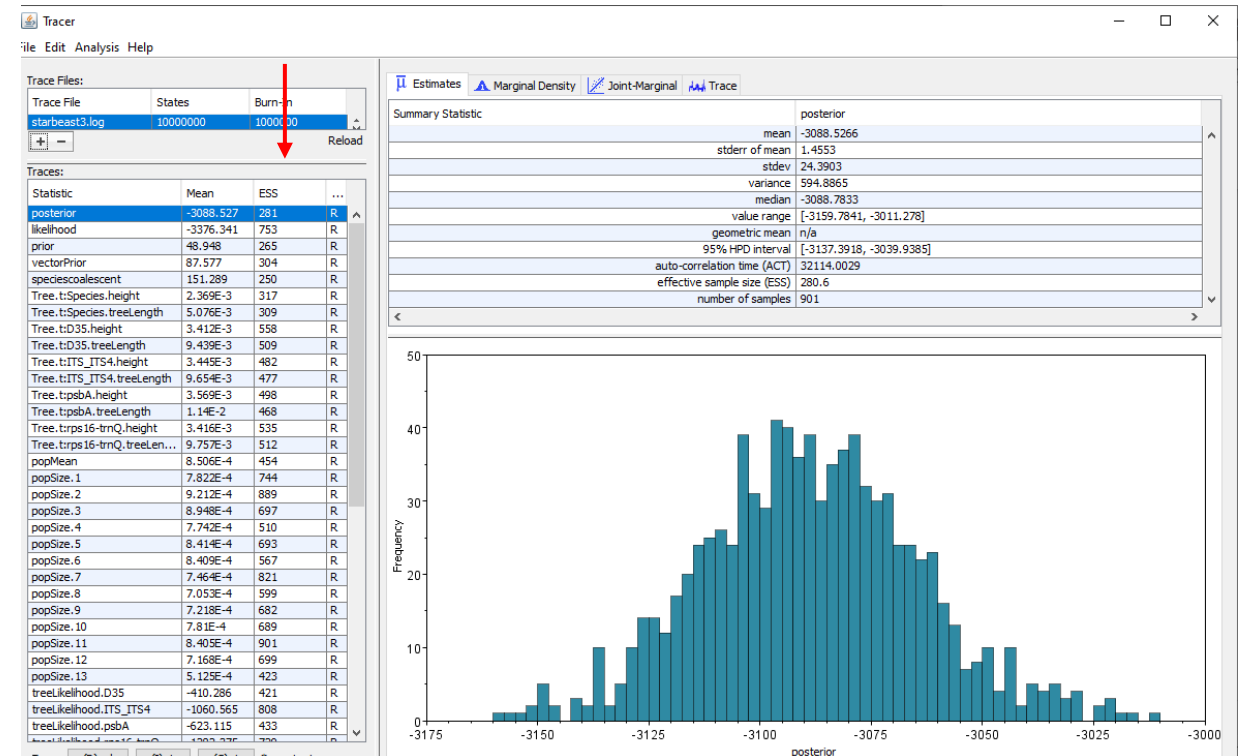 Tracer
File Edit Analysis Help
Trace Files:
Trace File States Burn-In
starbeast3.log 10000000 1000000
+ - Reload
Traces:
Statistic Mean ESS ...
posterior -3088.527 281 R
likelihood -3376.341 753 R
prior 48.948 265 R
vectorPrior 87.577 304 R
speciescoalescent 151.289 250 R
Tree.t:Species.height 2.369E-3 317 R
Tree.t:Species.treeLength 5.076E-3 309 R
Tree.t:D35.height 3.412E-3 558 R
Tree.t:D35.treeLength 9.439E-3 509 R
Tree.t:ITS_ITS4.height 3.445E-3 482 R
Tree.t:ITS_ITS4.treeLength 9.654E-3 477 R
Tree.t:psbA.height 3.569E-3 498 R
Tree.t:psbA.treeLength 1.14E-2 468 R
Tree.t:rps16-trnQ.height 3.416E-3 535 R
Tree.t:rps16-trnQ.treeLen... 9.757E-3 512 R
popMean 8.506E-4 454 R
popSize.1 7.822E-4 744 R
popSize.2 9.212E-4 889 R
popSize.3 8.948E-4 697 R
popSize.4 7.742E-4 510 R
popSize.5 8.414E-4 693 R
popSize.6 8.409E-4 567 R
popSize.7 7.464E-4 821 R
popSize.8 7.053E-4 599 R
popSize.9 7.218E-4 682 R
popSize.10 7.81E-4 689 R
popSize.11 8.405E-4 901 R
popSize.12 7.168E-4 699 R
popSize.13 5.125E-4 423 R
treeLikelihood.D35 -410.286 421 R
treeLikelihood.ITS_ITS4 -1060.565 808 R
treeLikelihood.psbA -623.115 433 R
Estimates Marginal Density Joint-Marginal Trace
Summary Statistic posterior
mean -3088.5266
stderr of mean 1.4553
stdev 24.3903
variance 594.8865
median -3088.7833
value range [-3159.7841, -3011.278]
geometric mean n/a
95% HPD interval [-3137.3918, -3039.9385]
auto-correlation time (ACT) 32114.0029
effective sample size (ESS) 280.6
number of samples 901
50
40
30
20
10
0
Frequency
-3175 -3150 -3125 -3100 -3075 -3050 -3025 -3000
posterior